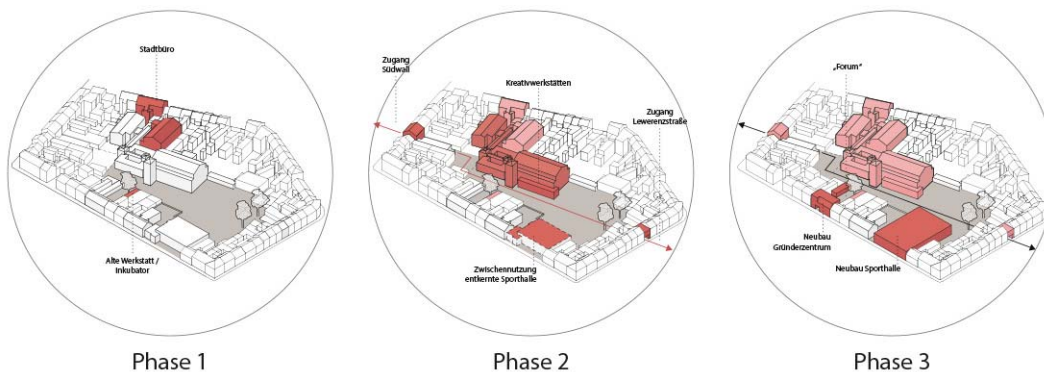 Stadtbüro
Alte Werkstatt /
Inkubator
Phase 1
Zugang
Südwall
Kreativwerkstätten
Zugang
Lewerenzstraße
Zwischennutzung
entkernte Sporthalle
Phase 2
„Forum“
Neubau
Gründerzentrum
Neubau Sporthalle
Phase 3